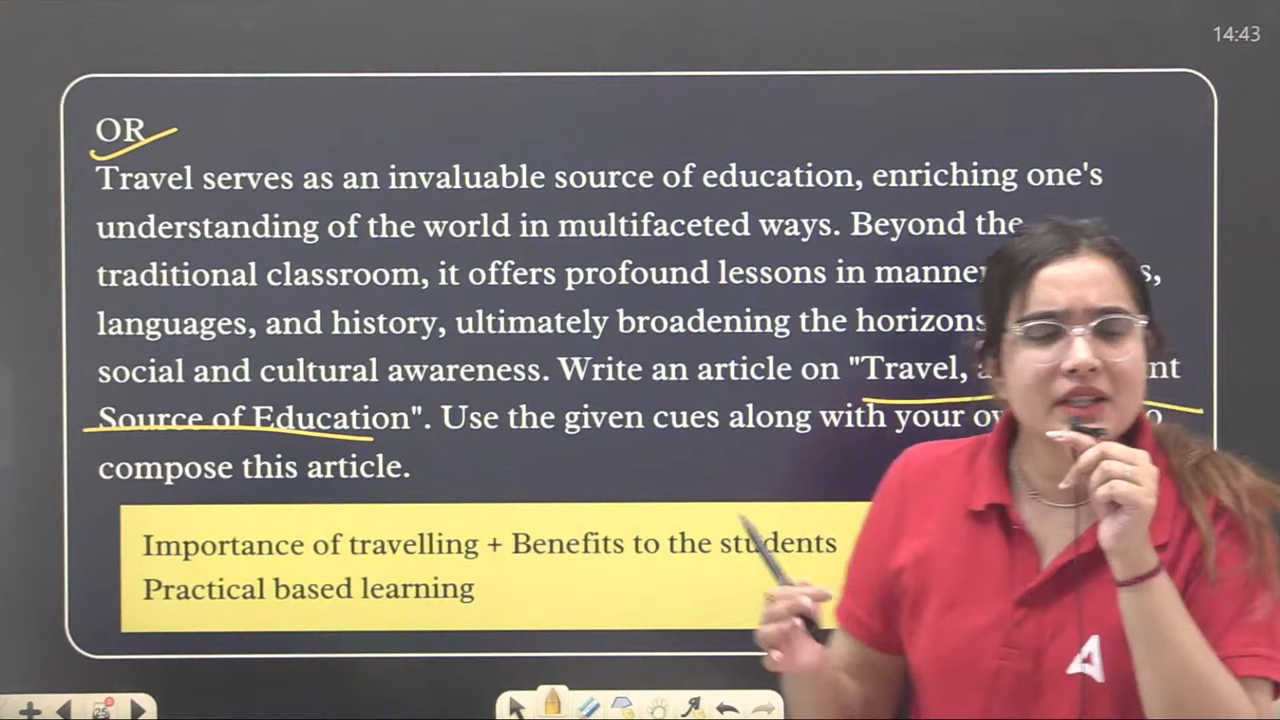 14:43
OR
Travel serves as an invaluable source of education, enriching one's
understanding of the world in multifaceted ways. Beyond the
traditional classroom, it offers profound lessons in
languages, and history, ultimately broadening the
social and cultural awareness. Write an article on "Travel,
Source of Education". Use the given cues along with your
compose this article.
Importance of travelling + Benefits to the students
Practical based learning
25